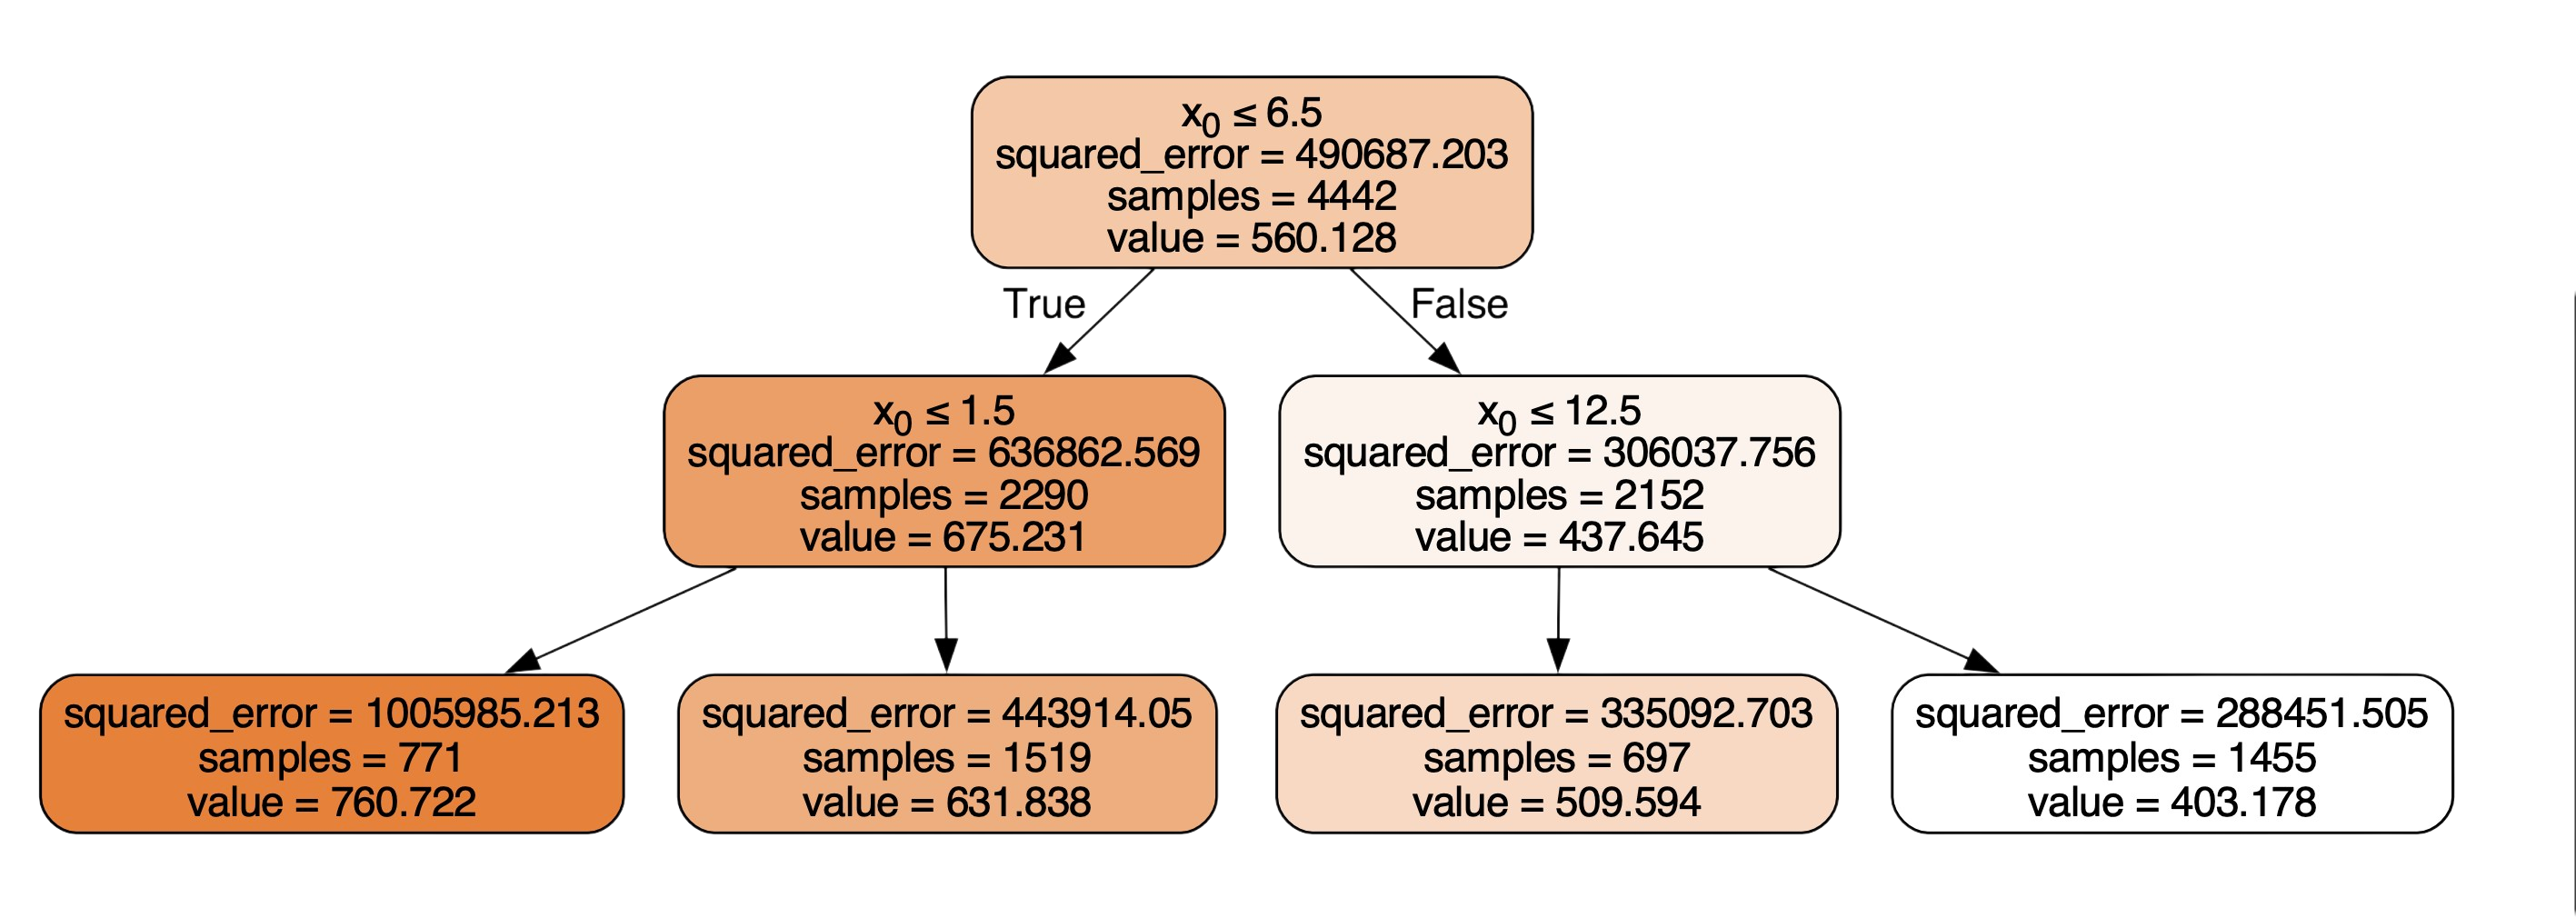 x₀ ≤ 6.5
squared_error = 490687.203
samples = 4442
value = 560.128
True
False
x₀ ≤ 1.5
squared_error = 636862.569
samples = 2290
value = 675.231
x₀ ≤ 12.5
squared_error = 306037.756
samples = 2152
value = 437.645
squared_error = 1005985.213
samples = 771
value = 760.722
squared_error = 443914.05
samples = 1519
value = 631.838
squared_error = 335092.703
samples = 697
value = 509.594
squared_error = 288451.505
samples = 1455
value = 403.178